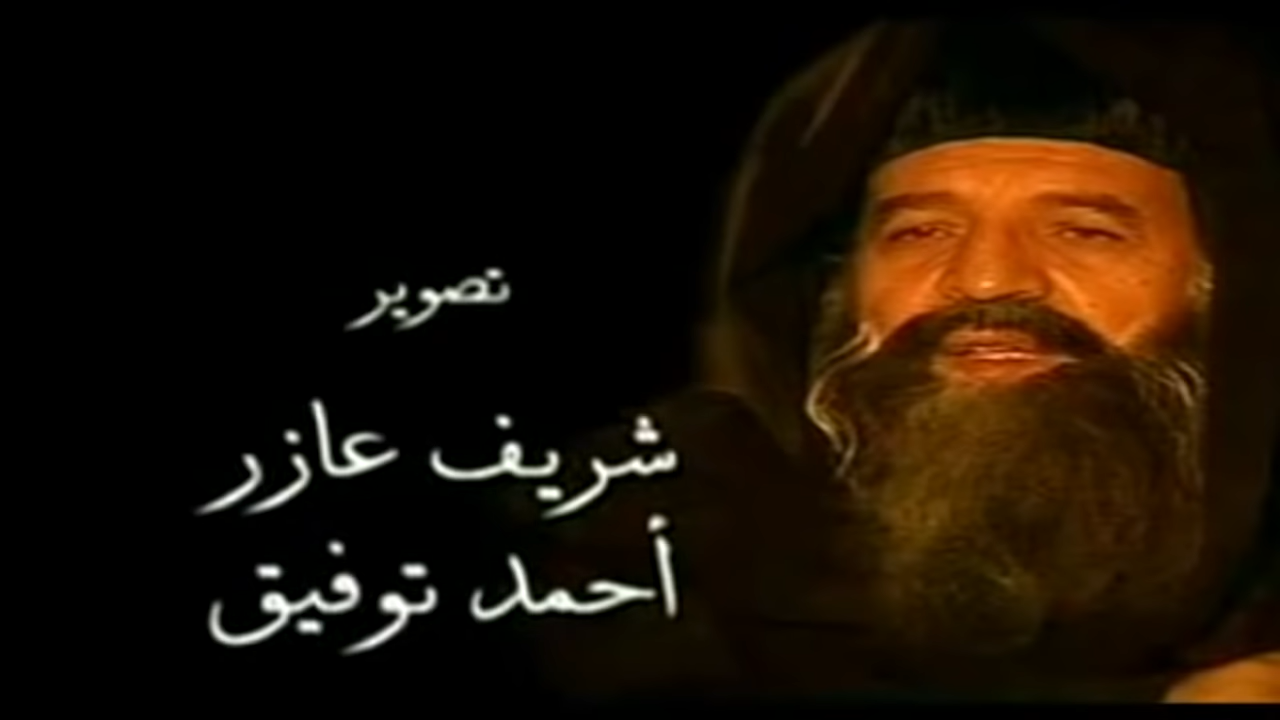 تصوير
شريف عازر
أحمد توفيق